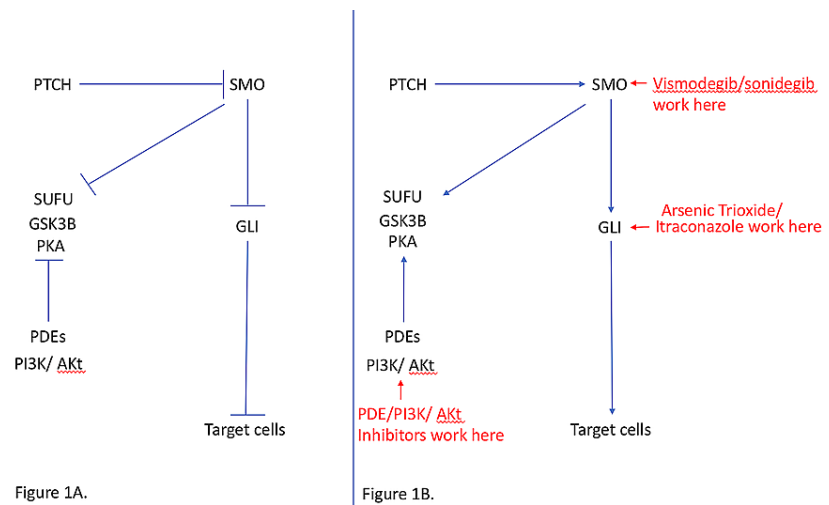 PTCH
SMO
SUFU
GSK3B
PKA
GLI
PDEs
PI3K/ AKt
Target cells
Figure 1A.
PTCH
SMO
Vismodegib/sonidegib
work here
SUFU
GSK3B
PKA
GLI
Arsenic Trioxide/
Itraconazole work here
PDEs
PI3K/ AKt
PDE/PI3K/ AKt
Inhibitors work here
Target cells
Figure 1B.